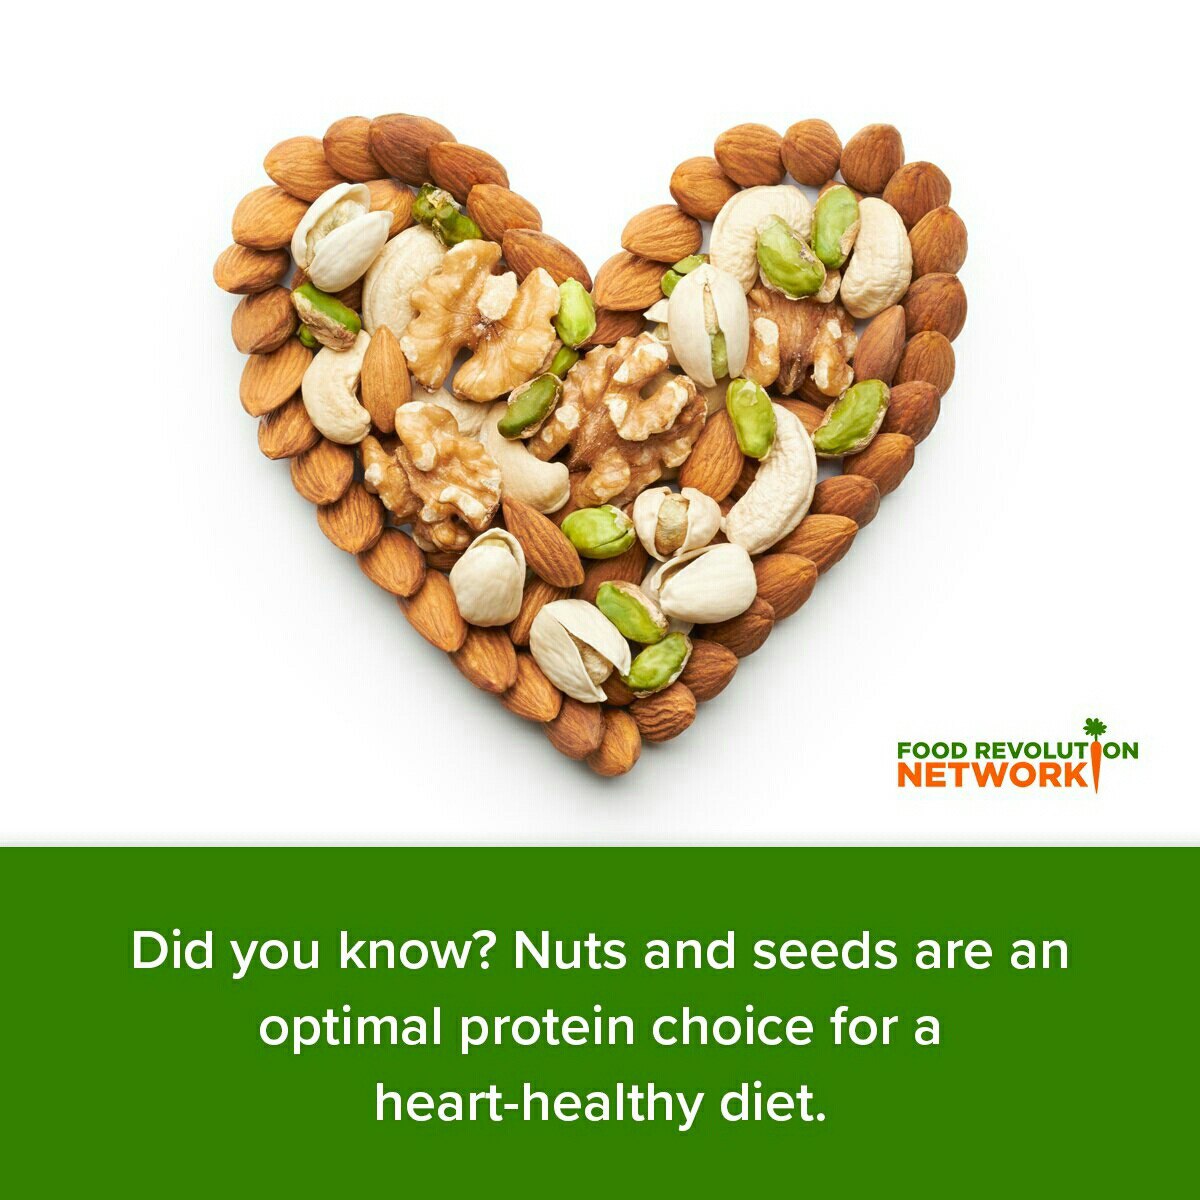 FOOD REVOLUTION
NETWORK
Did you know? Nuts and seeds are an
optimal protein choice for a
heart-healthy diet.